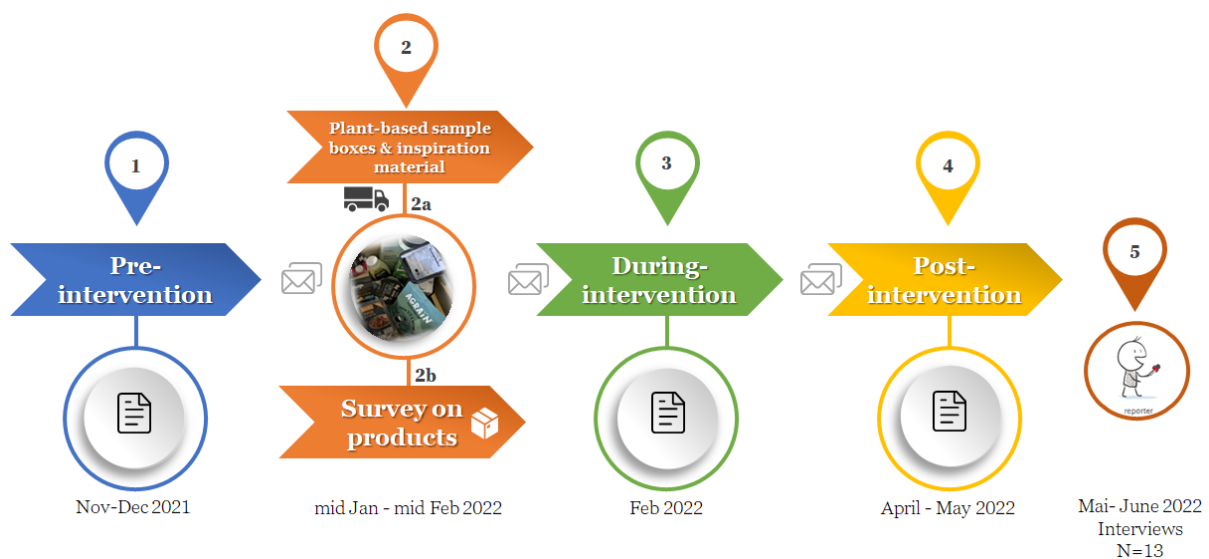 1
Pre-
intervention
Nov-Dec 2021
2
Plant-based sample
boxes & inspiration
material
2a
AGRAIN
2b
Survey on
products
mid Jan - mid Feb 2022
3
During-
intervention
Feb 2022
4
Post-
intervention
April - May 2022
5
reporter
Mai- June 2022
Interviews
N=13